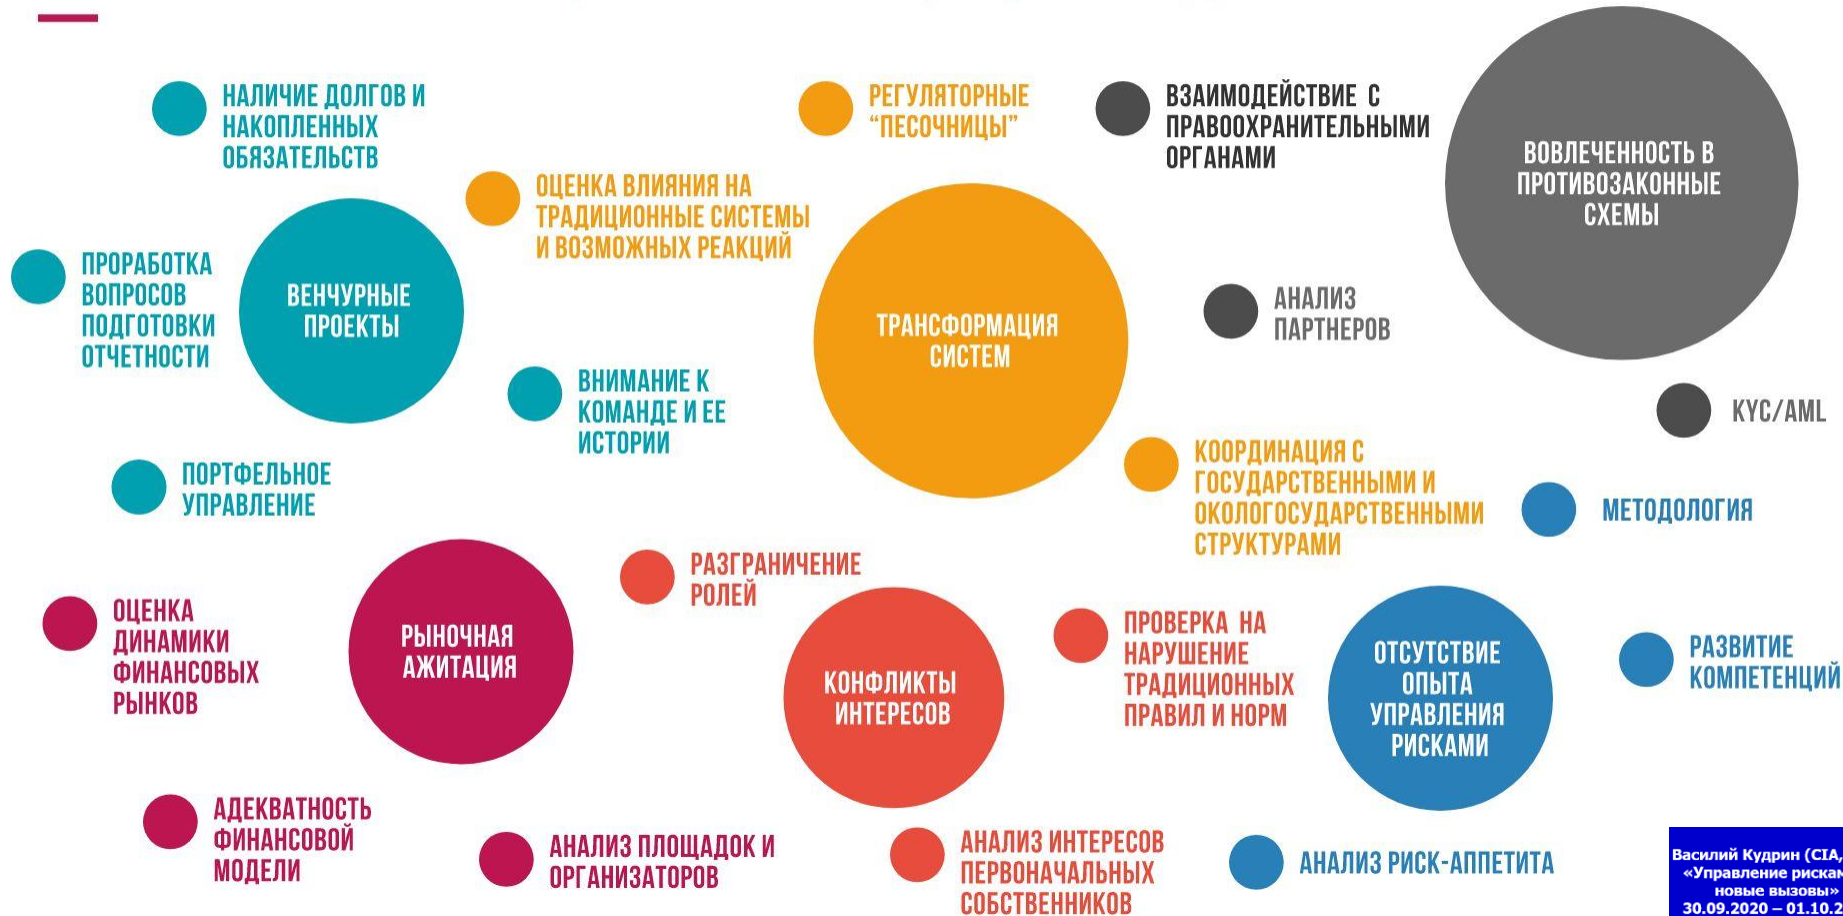 НАЛИЧИЕ ДОЛГОВ И
НАКОПЛЕННЫХ
ОБЯЗАТЕЛЬСТВ
ПРОРАБОТКА
ВОПРОСОВ
ПОДГОТОВКИ
ОТЧЕТНОСТИ
ВЕНЧУРНЫЕ
ПРОЕКТЫ
ВНИМАНИЕ К
КОМАНДЕ И ЕЕ
ИСТОРИИ
ПОРТФЕЛЬНОЕ
УПРАВЛЕНИЕ
РЕГУЛЯТОРНЫЕ
“ПЕСОЧНИЦЫ”
ОЦЕНКА ВЛИЯНИЯ НА
ТРАДИЦИОННЫЕ СИСТЕМЫ
И ВОЗМОЖНЫХ РЕАКЦИЙ
ТРАНСФОРМАЦИЯ
СИСТЕМ
КООРДИНАЦИЯ С
ГОСУДАРСТВЕННЫМИ И
ОКОЛОГОСУДАРСТВЕННЫМИ
СТРУКТУРАМИ
ВЗАИМОДЕЙСТВИЕ С
ПРАВООХРАНИТЕЛЬНЫМИ
ОРГАНАМИ
ВОВЛЕЧЕННОСТЬ В
ПРОТИВОЗАКОННЫЕ
СХЕМЫ
АНАЛИЗ
ПАРТНЕРОВ
KYC/AML
ОЦЕНКА
ДИНАМИКИ
ФИНАНСОВЫХ
РЫНКОВ
РЫНОЧНАЯ
АЖИТАЦИЯ
АДЕКВАТНОСТЬ
ФИНАНСОВОЙ
МОДЕЛИ
АНАЛИЗ ПЛОЩАДОК И
ОРГАНИЗАТОРОВ
РАЗГРАНИЧЕНИЕ
РОЛЕЙ
КОНФЛИКТЫ
ИНТЕРЕСОВ
ПРОВЕРКА НА
НАРУШЕНИЕ
ТРАДИЦИОННЫХ
ПРАВИЛ И НОРМ
АНАЛИЗ ИНТЕРЕСОВ
ПЕРВОНАЧАЛЬНЫХ
СОБСТВЕННИКОВ
МЕТОДОЛОГИЯ
ОТСУТСТВИЕ
ОПЫТА
УПРАВЛЕНИЯ
РИСКАМИ
РАЗВИТИЕ
КОМПЕТЕНЦИЙ
АНАЛИЗ РИСК-АППЕТИТА
Василий Кудрин (CIA,
«Управление
новые вызовы»
30.09.2020 –